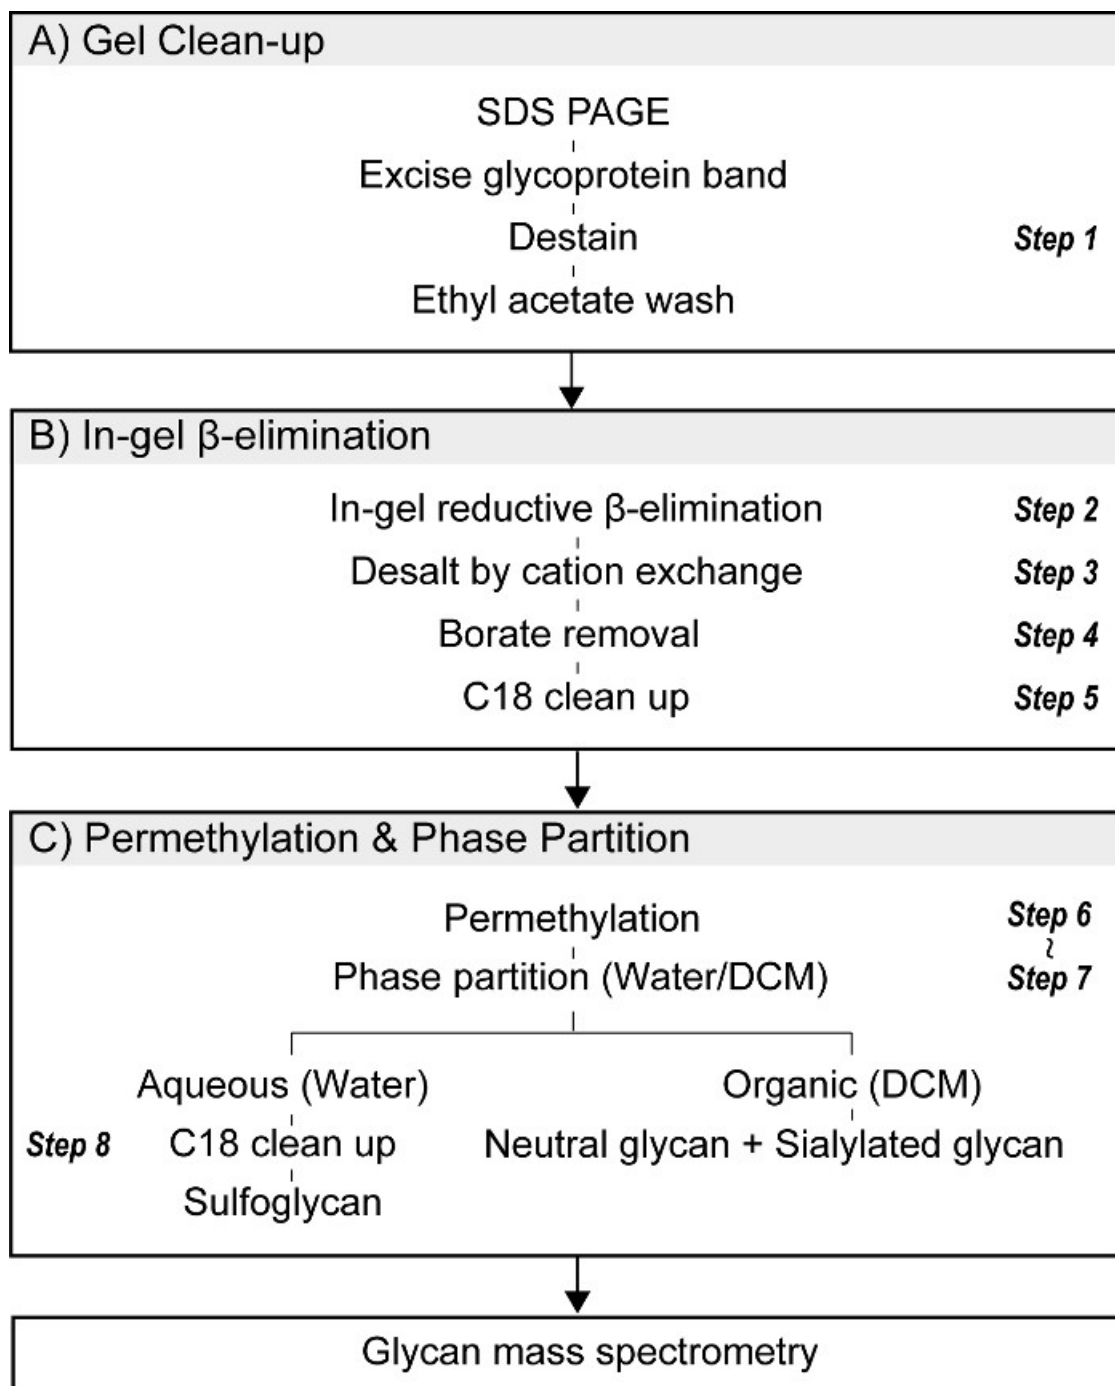 A) Gel Clean-up
SDS PAGE
Excise glycoprotein band
Destain
Step 1
Ethyl acetate wash
B) In-gel β-elimination
In-gel reductive β-elimination
Step 2
Desalt by cation exchange
Step 3
Borate removal
Step 4
C18 clean up
Step 5
C) Permethylation & Phase Partition
Permethylation
Step 6
~
Phase partition (Water/DCM)
Step 7
Aqueous (Water)
Organic (DCM)
Step 8
C18 clean up
Neutral glycan + Sialylated glycan
Sulfoglycan
Glycan mass spectrometry